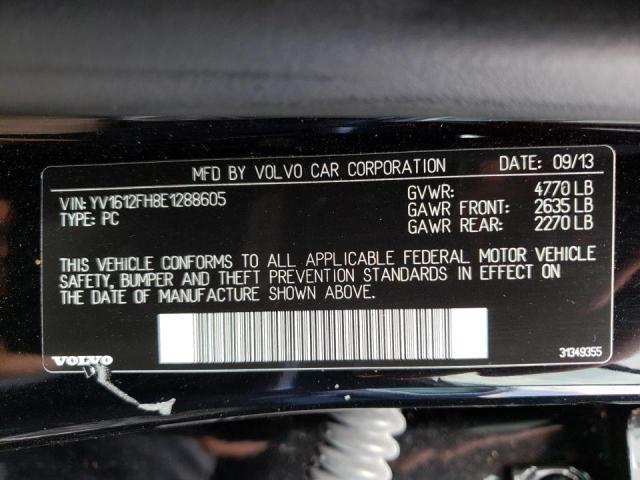 MFD BY VOLVO CAR CORPORATION DATE: 09/13
VIN: YV1612FH8E1288605 GVWR: 4770 LB
TYPE: PC GAWR FRONT: 2635 LB
GAWR REAR: 2270 LB
THIS VEHICLE CONFORMS TO ALL APPLICABLE FEDERAL MOTOR VEHICLE
SAFETY, BUMPER AND THEFT PREVENTION STANDARDS IN EFFECT ON
THE DATE OF MANUFACTURE SHOWN ABOVE.
VOLVO 31349355